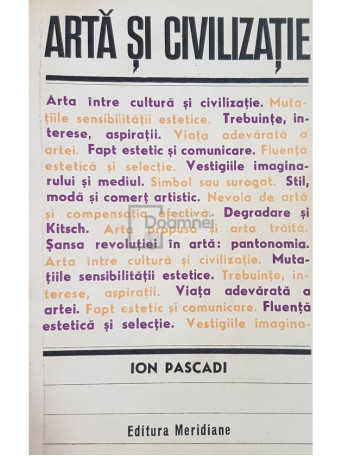 ARTĂ ȘI CIVILIZAȚIE
Arta între cultură și civilizație. Muta-
țiile sensibilității estetice. Trebuințe, in-
terese, aspirații. Viața adevărată a
artei. Fapt estetic și comunicare. Fluență
estetică și selecție. Vestigiile imagina-
rului și mediul. Simbol sau surogat. Stil,
modă și comerț artistic. Nevoia de artă
și compensația afectivă. Degradare și
Kitsch. Artă propusă și artă trăită.
Șansa revoluției în artă: pantonomia.
Arta între cultură și civilizație. Muta-
țiile sensibilității estetice. Trebuințe, in-
terese, aspirații. Viața adevărată a
artei. Fapt estetic și comunicare. Fluență
estetică și selecție. Vestigiile imagina-
ION PASCADI
Editura Meridiane